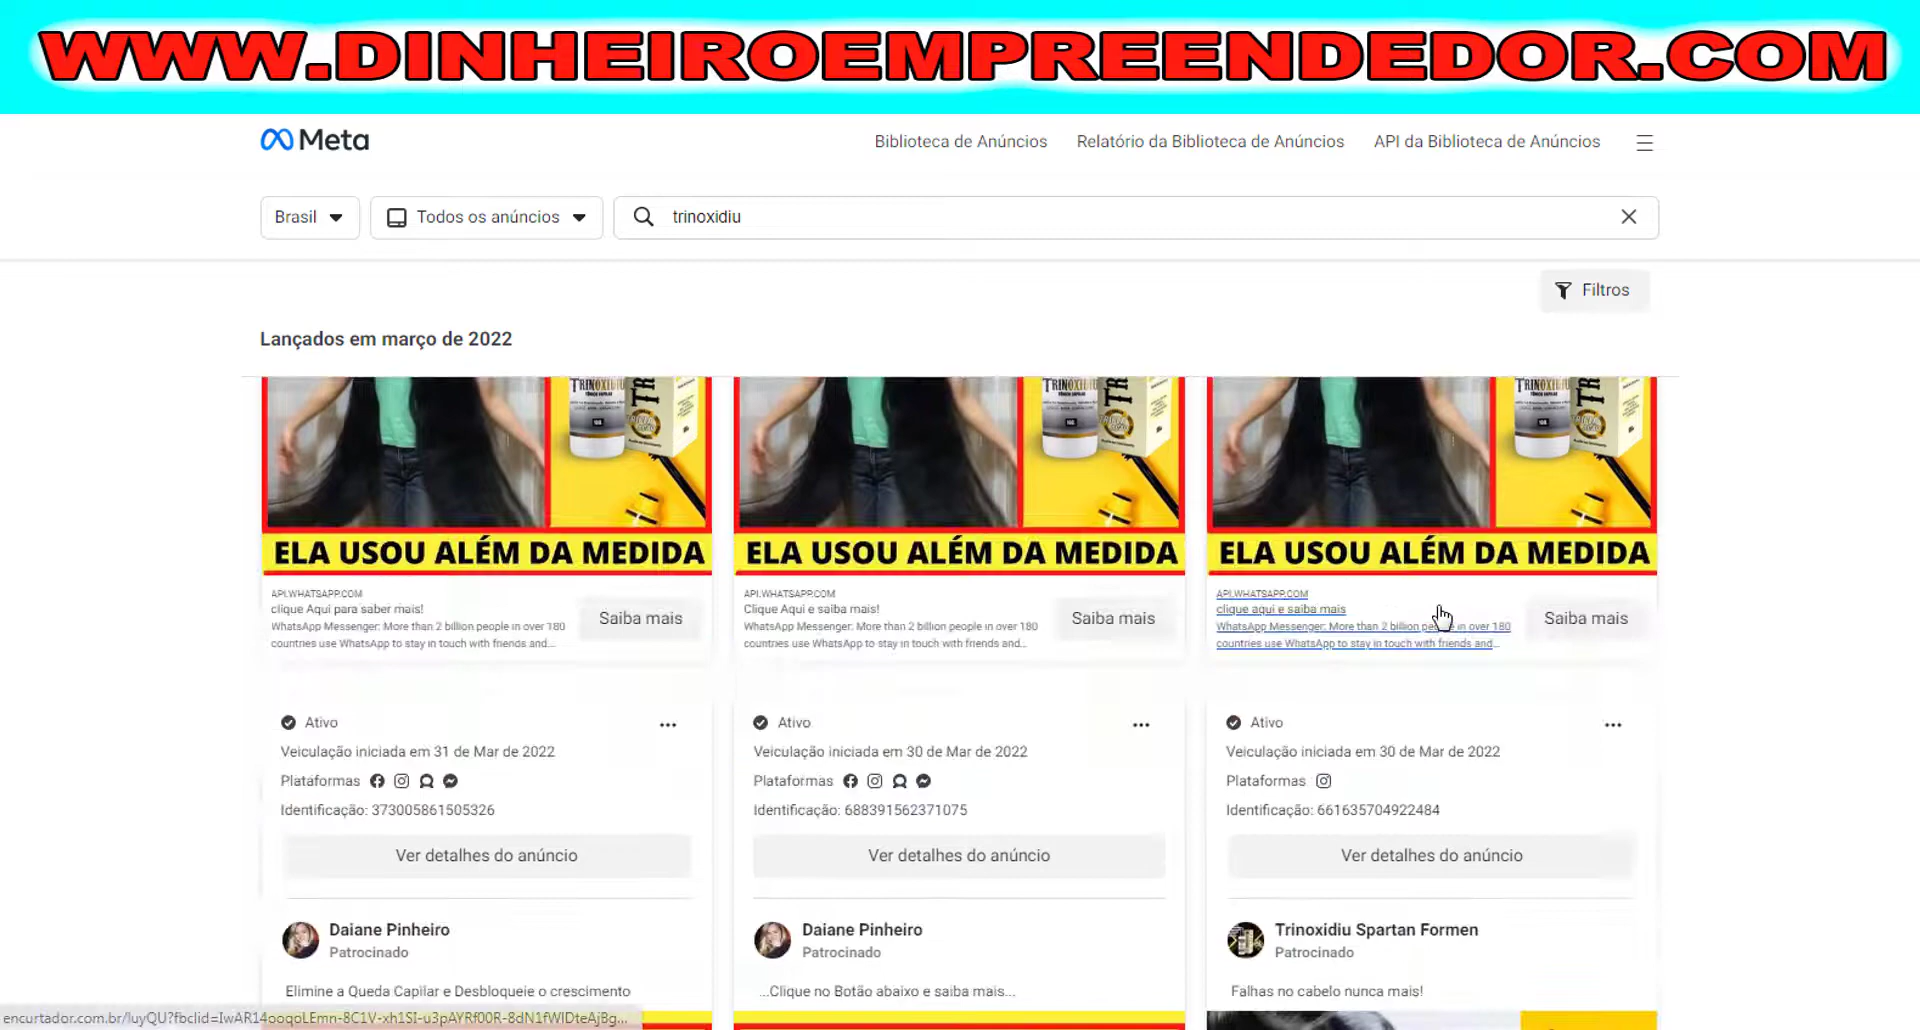 WWW.DINHEIROEMPREENDEDOR.COM
Meta
Biblioteca de Anúncios Relatório da Biblioteca de Anúncios API da Biblioteca de Anúncios
Brasil Todos os anúncios trinoxidiu
Filtros
Lançados em março de 2022
TRINOXIDIU TRINOXIDIU TRINOXIDIU
ELA USOU ALÉM DA MEDIDA ELA USOU ALÉM DA MEDIDA ELA USOU ALÉM DA MEDIDA
API.WHATSAPP.COM
clique Aqui para saber mais!
WhatsApp Messenger: More than 2 billion people in over 180
countries use WhatsApp to stay in touch with friends and...
Saiba mais
API.WHATSAPP.COM
Clique Aqui e saiba mais!
WhatsApp Messenger: More than 2 billion people in over 180
countries use WhatsApp to stay in touch with friends and...
Saiba mais
API.WHATSAPP.COM
clique aqui e saiba mais
WhatsApp Messenger: More than 2 billion people in over 180
countries use WhatsApp to stay in touch with friends and...
Saiba mais
Ativo
Veiculação iniciada em 31 de Mar de 2022
Plataformas
Identificação: 373005861505326
Ver detalhes do anúncio
Daiane Pinheiro
Patrocinado
Elimine a Queda Capilar e Desbloqueie o crescimento
Ativo
Veiculação iniciada em 30 de Mar de 2022
Plataformas
Identificação: 688391562371075
Ver detalhes do anúncio
Daiane Pinheiro
Patrocinado
...Clique no Botão abaixo e saiba mais...
Ativo
Veiculação iniciada em 30 de Mar de 2022
Plataformas
Identificação: 661635704922484
Ver detalhes do anúncio
Trinoxidiu Spartan Formen
Patrocinado
Falhas no cabelo nunca mais!